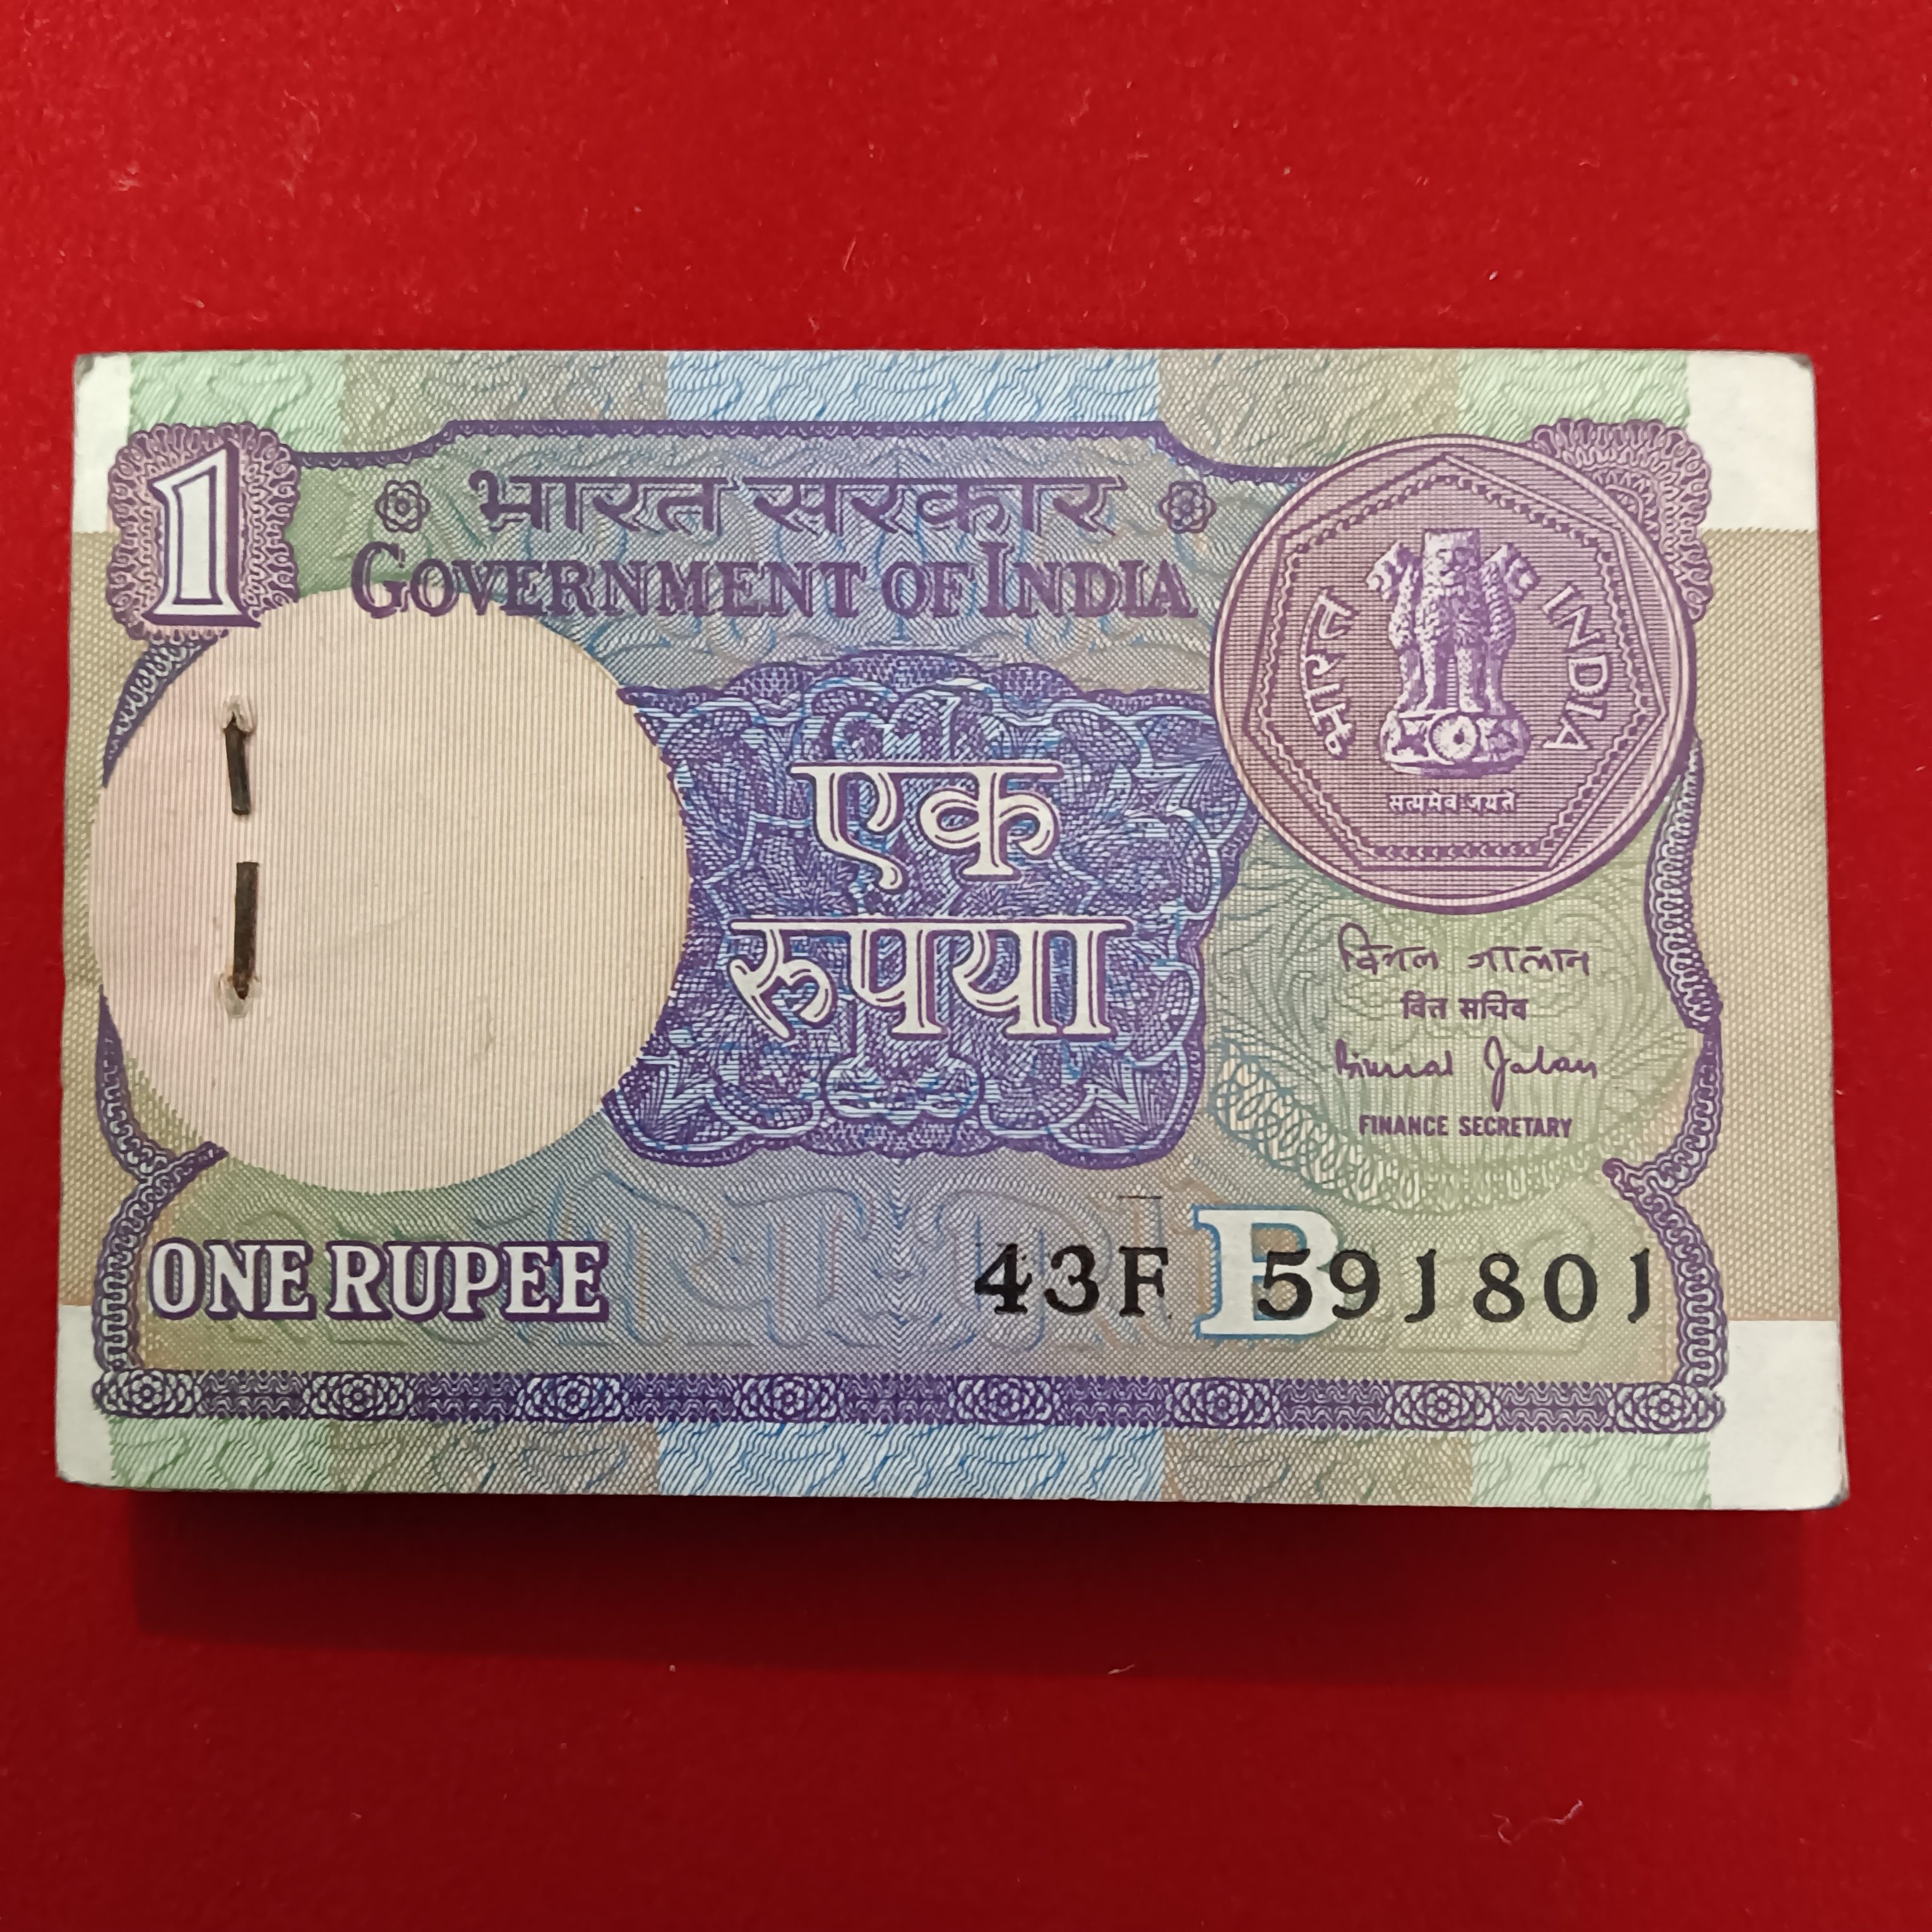 1
भारत सरकार
GOVERNMENT OF INDIA
भारत INDIA
सत्यमेव जयते
एक
रुपया
विमल जालान
वित्त सचिव
Bimal Jalan
FINANCE SECRETARY
ONE RUPEE
43F B 591801